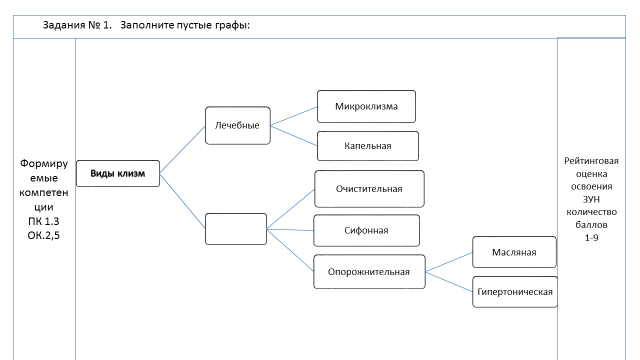 Задания № 1. Заполните пустые графы:
Формиру
емые
компетен
ции
ПК 1.3
ОК.2,5
Виды клизм
Лечебные
Микроклизма
Капельная
Очистительная
Сифонная
Опорожнительная
Масляная
Гипертоническая
Рейтинговая
оценка
освоения
ЗУН
количество
баллов
1-9